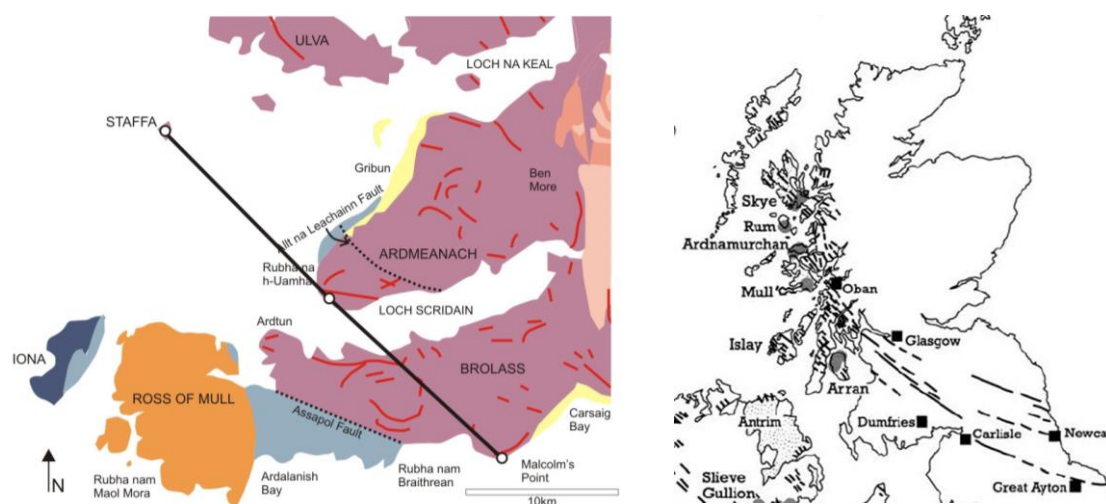 ULVA
LOCH NA KEAL
STAFFA
Gribun
Ben
More
Allt na Leachainn Fault
ARDMEANACH
Rubha na
h-Uamha
LOCH SCRIDAIN
Ardtun
IONA
BROLASS
ROSS OF MULL
Assapol Fault
Carsaig
Bay
N
Rubha nam
Maol Mora
Ardalanish
Bay
Rubha nam
Braithrean
Malcolm's
Point
10km
Skye
Rum
Ardnamurchan
Mull
Oban
Islay
Glasgow
Arran
Antrim
Dumfries
Carlisle
Newca
Slieve
Gullion
Great Ayton